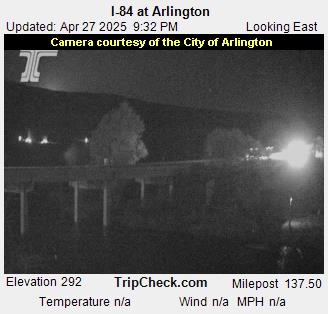 I-84 at Arlington
Updated: Apr 27 2025 9:32 PM Looking East
Camera courtesy of the City of Arlington
Elevation 292 TripCheck.com Milepost 137.50
Temperature n/a Wind n/a MPH n/a